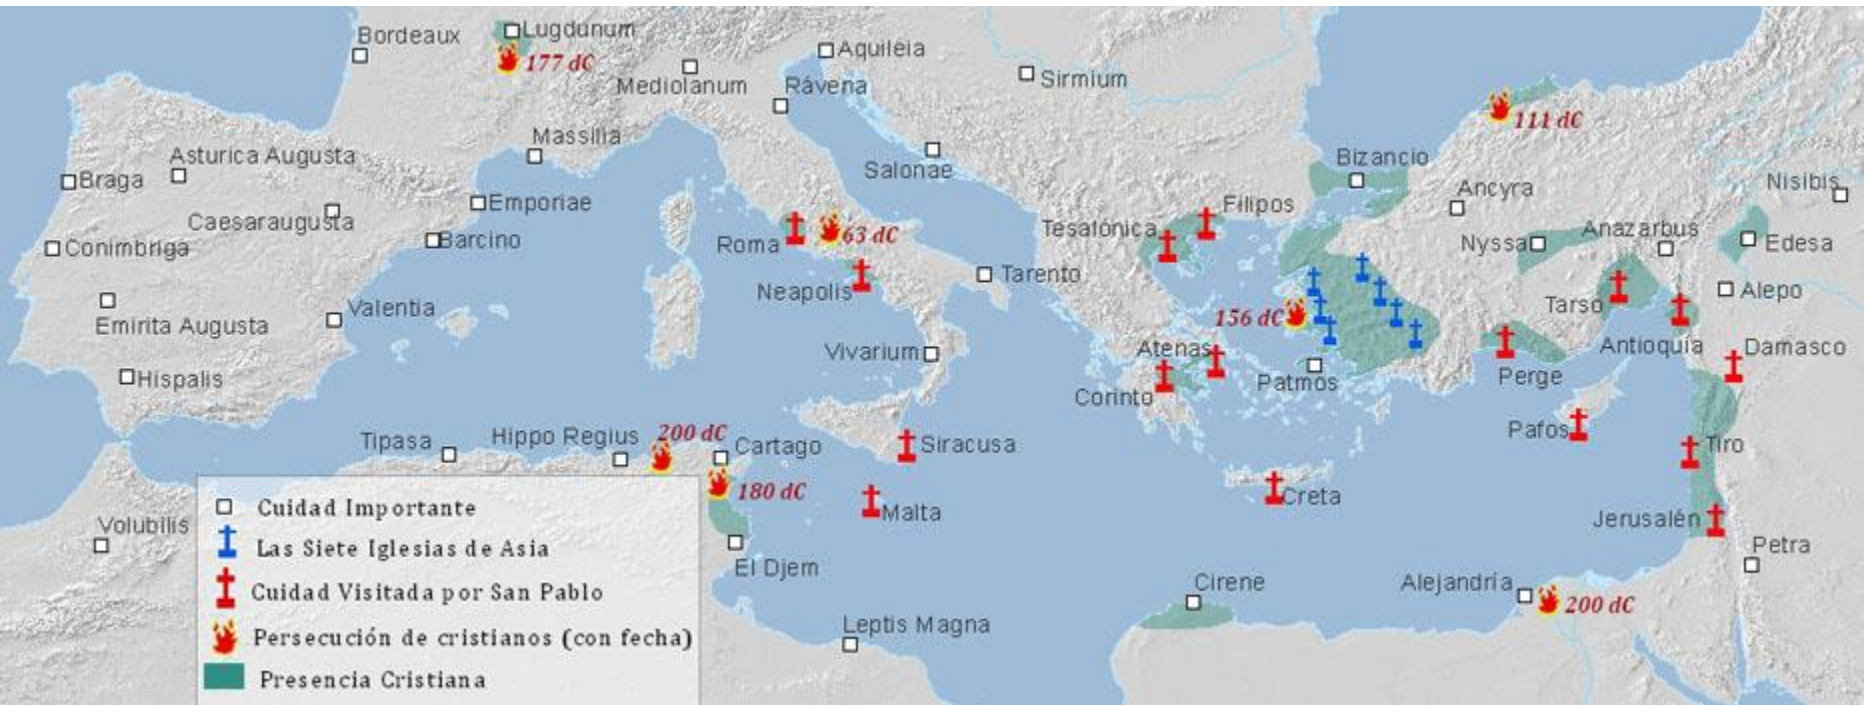 Lugdunum
Bordeaux
177 dC
Aquileia
Mediolanum
Rávena
Sirmium
111 dC
Massilia
Asturica Augusta
Salonae
Bizancio
Braga
Ancyra
Nisibis
Caesaraugusta
Emporiae
Filipos
Tesalónica
Conimbriga
Barcino
Roma
63 dC
Nyssa
Anazarbus
Edesa
Tarento
Neapolis
Alepo
Valentia
Emirita Augusta
Tarso
156 dC
Vivarium
Atenas
Antioquía
Damasco
Hispalis
Patmos
Perge
Corinto
Tipasa
Hippo Regius
200 dC
Cartago
Siracusa
Pafos
Tiro
180 dC
Creta
Malta
Volubilis
Jerusalén
Petra
El Djem
Cirene
Alejandría
200 dC
Leptis Magna
Cuidad Importante
Las Siete Iglesias de Asia
Cuidad Visitada por San Pablo
Persecución de cristianos (con fecha)
Presencia Cristiana